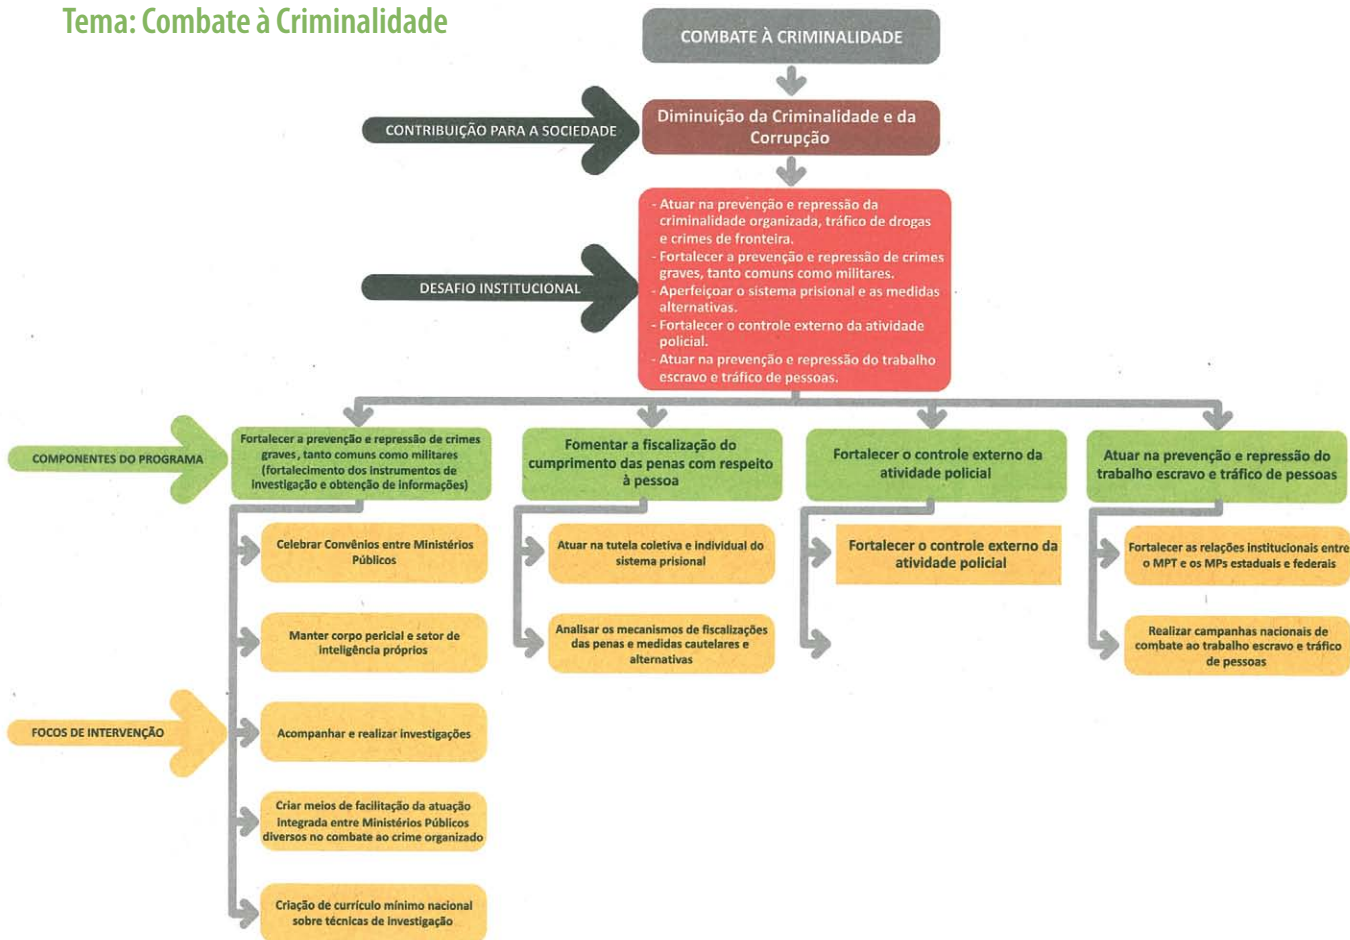 Tema: Combate à Criminalidade
COMBATE À CRIMINALIDADE
CONTRIBUIÇÃO PARA A SOCIEDADE
Diminuição da Criminalidade e da
Corrupção
DESAFIO INSTITUCIONAL
- Atuar na prevenção e repressão da
criminalidade organizada, tráfico de drogas
e crimes de fronteira.
- Fortalecer a prevenção e repressão de crimes
graves, tanto comuns como militares.
- Aperfeiçoar o sistema prisional e as medidas
alternativas.
- Fortalecer o controle externo da atividade
policial.
- Atuar na prevenção e repressão do trabalho
escravo e tráfico de pessoas.
COMPONENTES DO PROGRAMA
Fortalecer a prevenção e repressão de crimes
graves, tanto comuns como militares
(fortalecimento dos instrumentos de
investigação e obtenção de informações)
Fomentar a fiscalização do
cumprimento das penas com respeito
à pessoa
Fortalecer o controle externo da
atividade policial
Atuar na prevenção e repressão do
trabalho escravo e tráfico de pessoas
FOCOS DE INTERVENÇÃO
Celebrar Convênios entre Ministérios
Públicos
Manter corpo pericial e setor de
inteligência próprios
Acompanhar e realizar investigações
Criar meios de facilitação da atuação
Integrada entre Ministérios Públicos
diversos no combate ao crime organizado
Criação de currículo mínimo nacional
sobre técnicas de investigação
Atuar na tutela coletiva e individual do
sistema prisional
Analisar os mecanismos de fiscalizações
das penas e medidas cautelares e
alternativas
Fortalecer o controle externo da
atividade policial
Fortalecer as relações institucionais entre
o MPT e os MPs estaduais e federais
Realizar campanhas nacionais de
combate ao trabalho escravo e tráfico
de pessoas